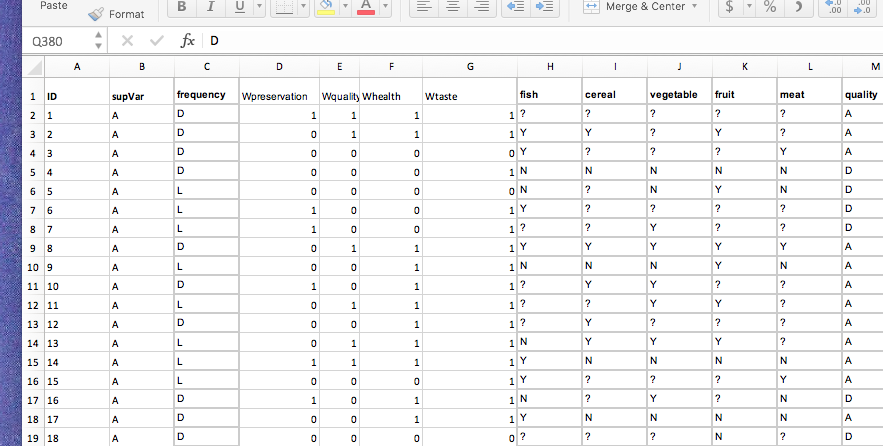 Paste Format B I U A Merge & Center $ % .0 .00 .00 .0
Q380 fx D
A B C D E F G H I J K L M
1 ID supVar frequency Wpreservation Wquality Whealth Wtaste fish cereal vegetable fruit meat quality
2 1 A D 1 1 1 1 ? ? ? ? ? A
3 2 A D 0 1 1 1 Y Y ? Y ? A
4 3 A D 0 0 0 0 Y ? ? ? Y A
5 4 A D 0 0 0 1 N N N N N D
6 5 A L 0 0 0 0 N ? N Y N D
7 6 A L 1 0 0 1 Y ? ? ? ? D
8 7 A L 1 0 0 1 ? ? Y ? ? D
9 8 A D 0 1 1 1 Y Y Y Y Y A
10 9 A L 0 0 1 1 N N N Y N A
11 10 A D 1 0 1 1 ? Y Y ? ? A
12 11 A L 0 1 1 1 ? ? Y Y ? A
13 12 A D 0 0 1 1 ? Y ? ? ? A
14 13 A L 0 1 1 1 N Y Y Y ? A
15 14 A L 1 1 1 1 Y N N N N A
16 15 A L 0 0 0 1 Y ? ? ? Y A
17 16 A D 1 0 1 1 N ? Y ? N D
18 17 A D 0 0 1 1 Y N N N N A
19 18 A D 0 0 0 0 ? ? ? N ? D